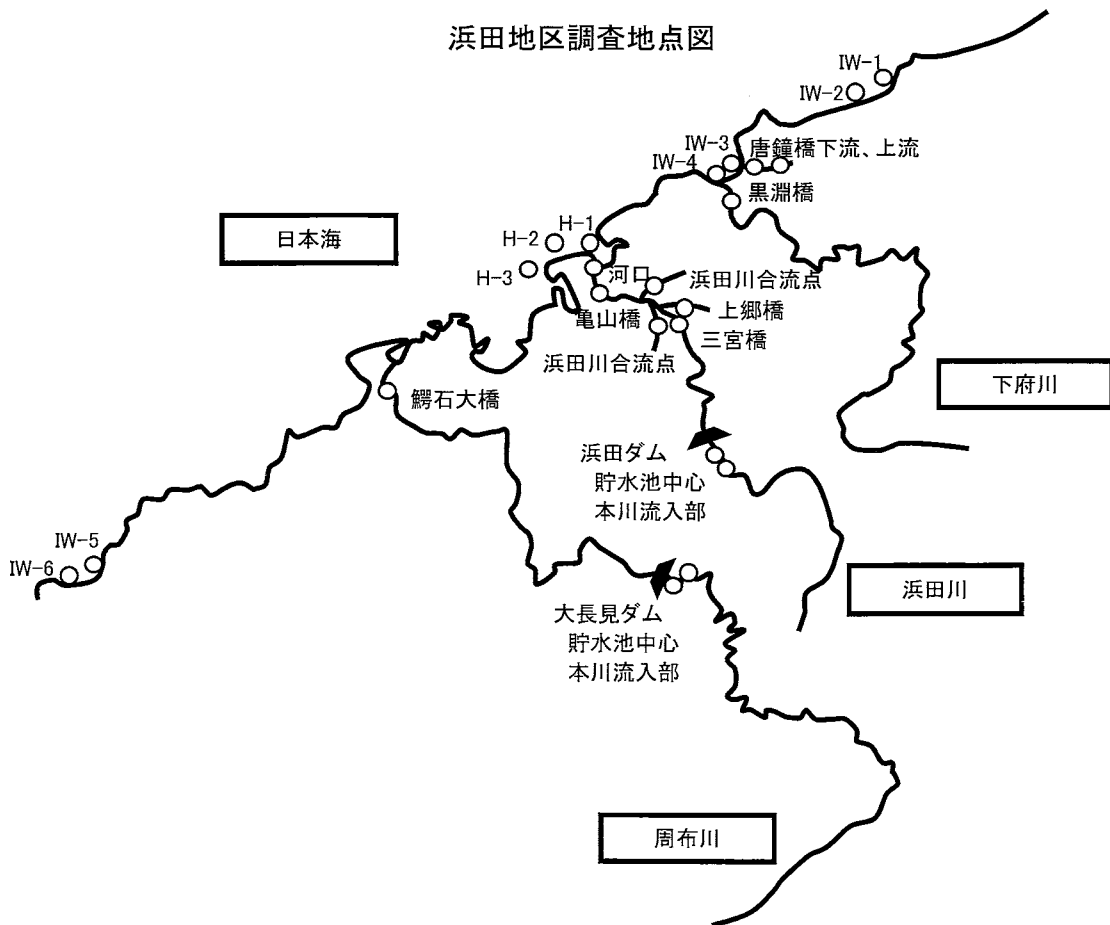 浜田地区調査地点図
IW-1
IW-2
IW-3
唐鐘橋下流、上流
IW-4
黒淵橋
日本海
H-1
H-2
H-3
河口
浜田川合流点
亀山橋
上郷橋
三宮橋
浜田川合流点
下府川
鰐石大橋
浜田ダム
貯水池中心
本川流入部
IW-5
IW-6
浜田川
大長見ダム
貯水池中心
本川流入部
周布川